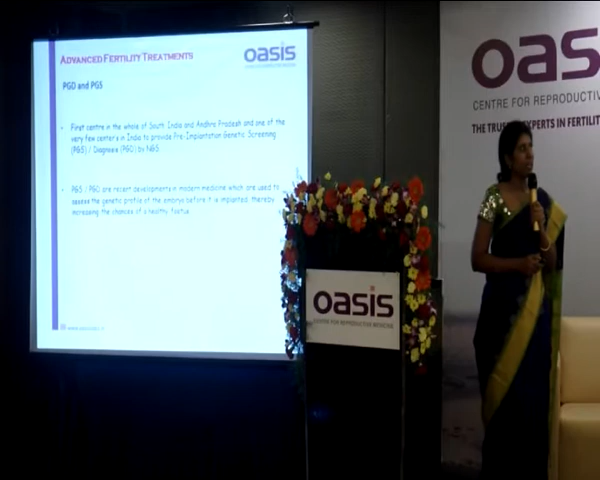 ADVANCED FERTILITY TREATMENTS
oasis
PGD and PGS
First centre in the whole of South India and Andhra Pradesh and one of the
very few centers in India to provide Pre-Implantation Genetic Screening
(PGS) / Diagnosis (PGD) by NGS.
PGS / PGD are recent developments in modern medicine which are used to
assess the genetic profile of the embryo before it is implanted, thereby
increasing the chances of a healthy foetus.
oasis
CENTRE FOR REPRODUCTIVE MEDICINE
oas
CENTRE FOR REPRODUCTIV
THE TRU EXPERTS IN FERTILIT